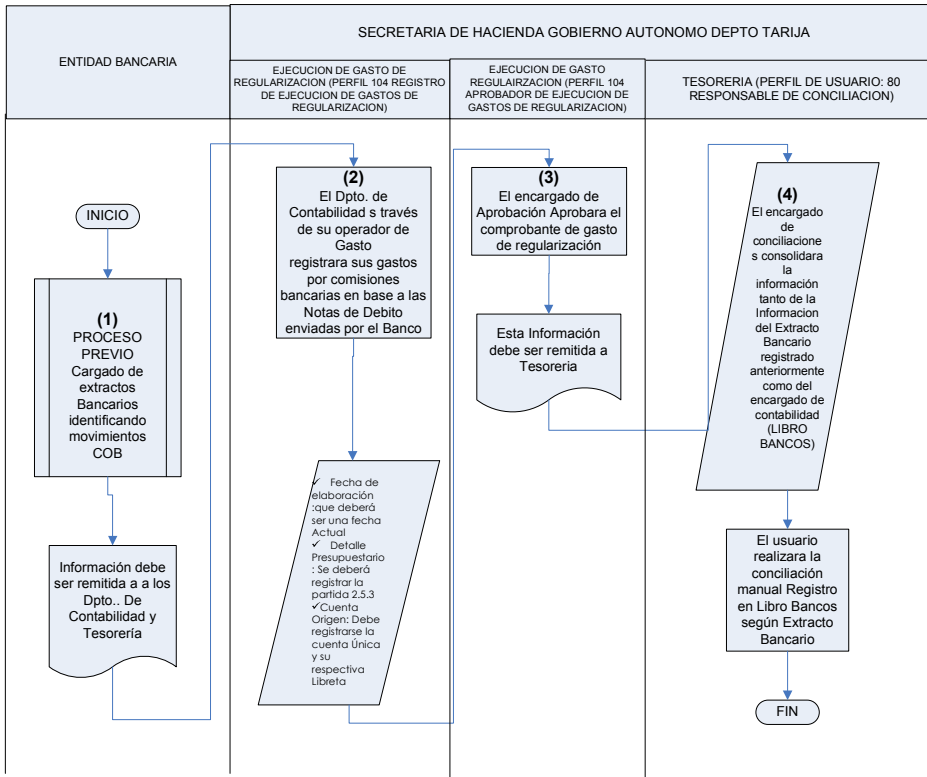 ENTIDAD BANCARIA
SECRETARIA DE HACIENDA GOBIERNO AUTONOMO DEPTO TARIJA
EJECUCION DE GASTO DE
REGULARIZACION (PERFIL 104 REGISTRO
DE EJECUCION DE GASTOS DE
REGULARIZACION)
EJECUCION DE GASTO
REGULAIRZACION (PERFIL 104
APROBADOR DE EJECUCION DE
GASTOS DE REGULARIZACION)
TESORERIA (PERFIL DE USUARIO: 80
RESPONSABLE DE CONCILIACION)
INICIO
(1)
PROCESO
PREVIO
Cargado de
extractos
Bancarios
identificando
movimientos
COB
Información debe
ser remitida a a los
Dpto.. De
Contabilidad y
Tesorería
(2)
El Dpto. de
Contabilidad s través
de su operador de
Gasto
registrara sus gastos
por comisiones
bancarias en base a las
Notas de Debito
enviadas por el Banco
✓ Fecha de
elaboración
:que deberá
ser una fecha
Actual
✓ Detalle
Presupuestario
: Se deberá
registrar la
partida 2.5.3
✓Cuenta
Origen: Debe
registrarse la
cuenta Única
y su
respectiva
Libreta
(3)
El encargado de
Aprobación Aprobara el
comprobante de gasto
de regularización
Esta Información
debe ser remitida a
Tesoreria
(4)
El encargado
de
conciliacione
s consolidara
la
información
tanto de la
Informacion
del Extracto
Bancario
registrado
anteriormente
como del
encargado de
contabilidad
(LIBRO
BANCOS)
El usuario
realizara la
conciliación
manual Registro
en Libro Bancos
según Extracto
Bancario
FIN